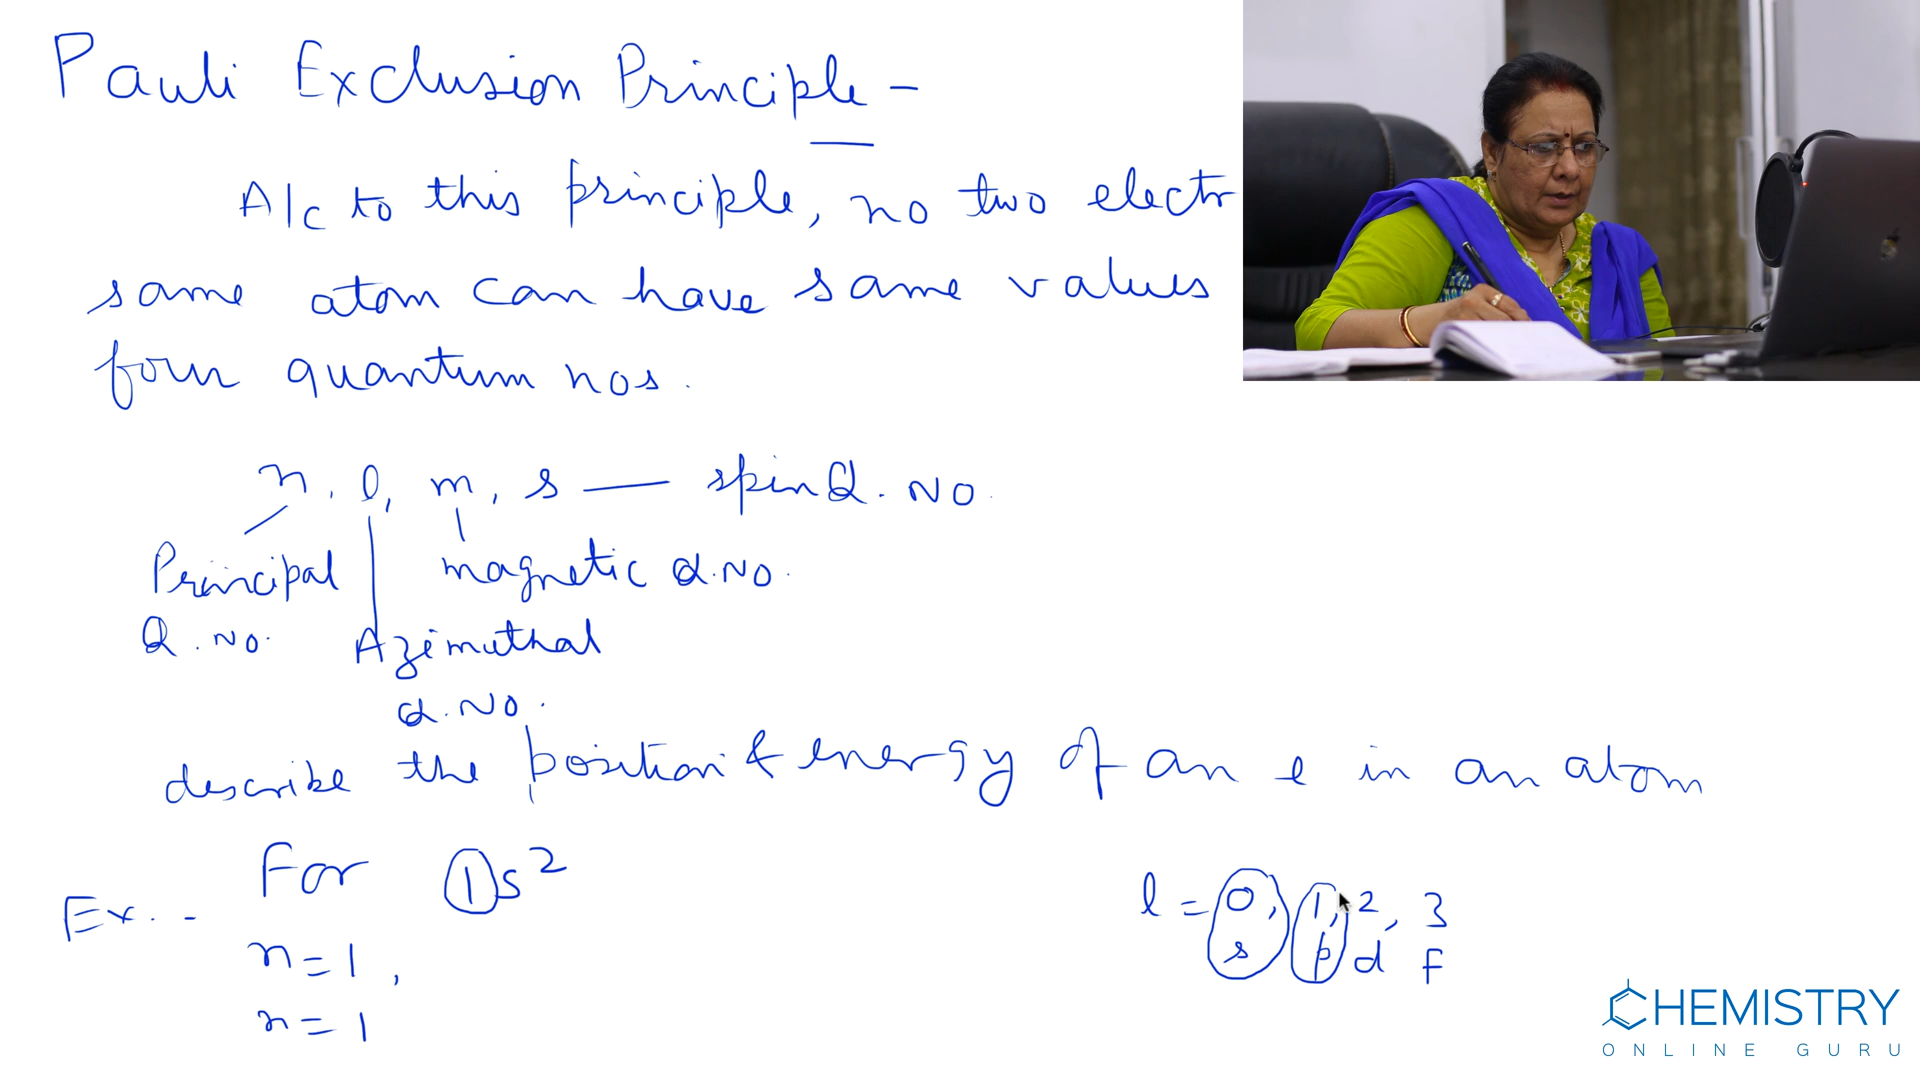 Pauli Exclusion Principle -
A/c to this principle, no two electr
same atom can have same values
four quantum nos.
n, l, m, s — spin Q. No.
Principal magnetic Q.No.
Q. No. Azimuthal
Q.No.
describe the position & energy of an e in an atom
For 1s²
Ex. -
n=1,
n=1
l = 0, 1, 2, 3
s p d f
CHEMISTRY
ONLINE GURU